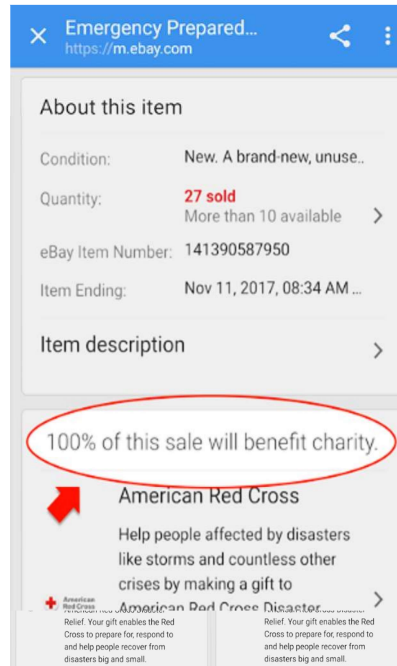 Emergency Prepared...
https://m.ebay.com
About this item
Condition: New. A brand-new, unuse..
Quantity: 27 sold
More than 10 available
eBay Item Number: 141390587950
Item Ending: Nov 11, 2017, 08:34 AM ...
Item description
100% of this sale will benefit charity.
American Red Cross
Help people affected by disasters
like storms and countless other
crises by making a gift to
American Red Cross
American Red Cross Disaster
Relief. Your gift enables the Red
Cross to prepare for, respond to
and help people recover from
disasters big and small.
Relief. Your gift enables the Red
Cross to prepare for, respond to
and help people recover from
disasters big and small.